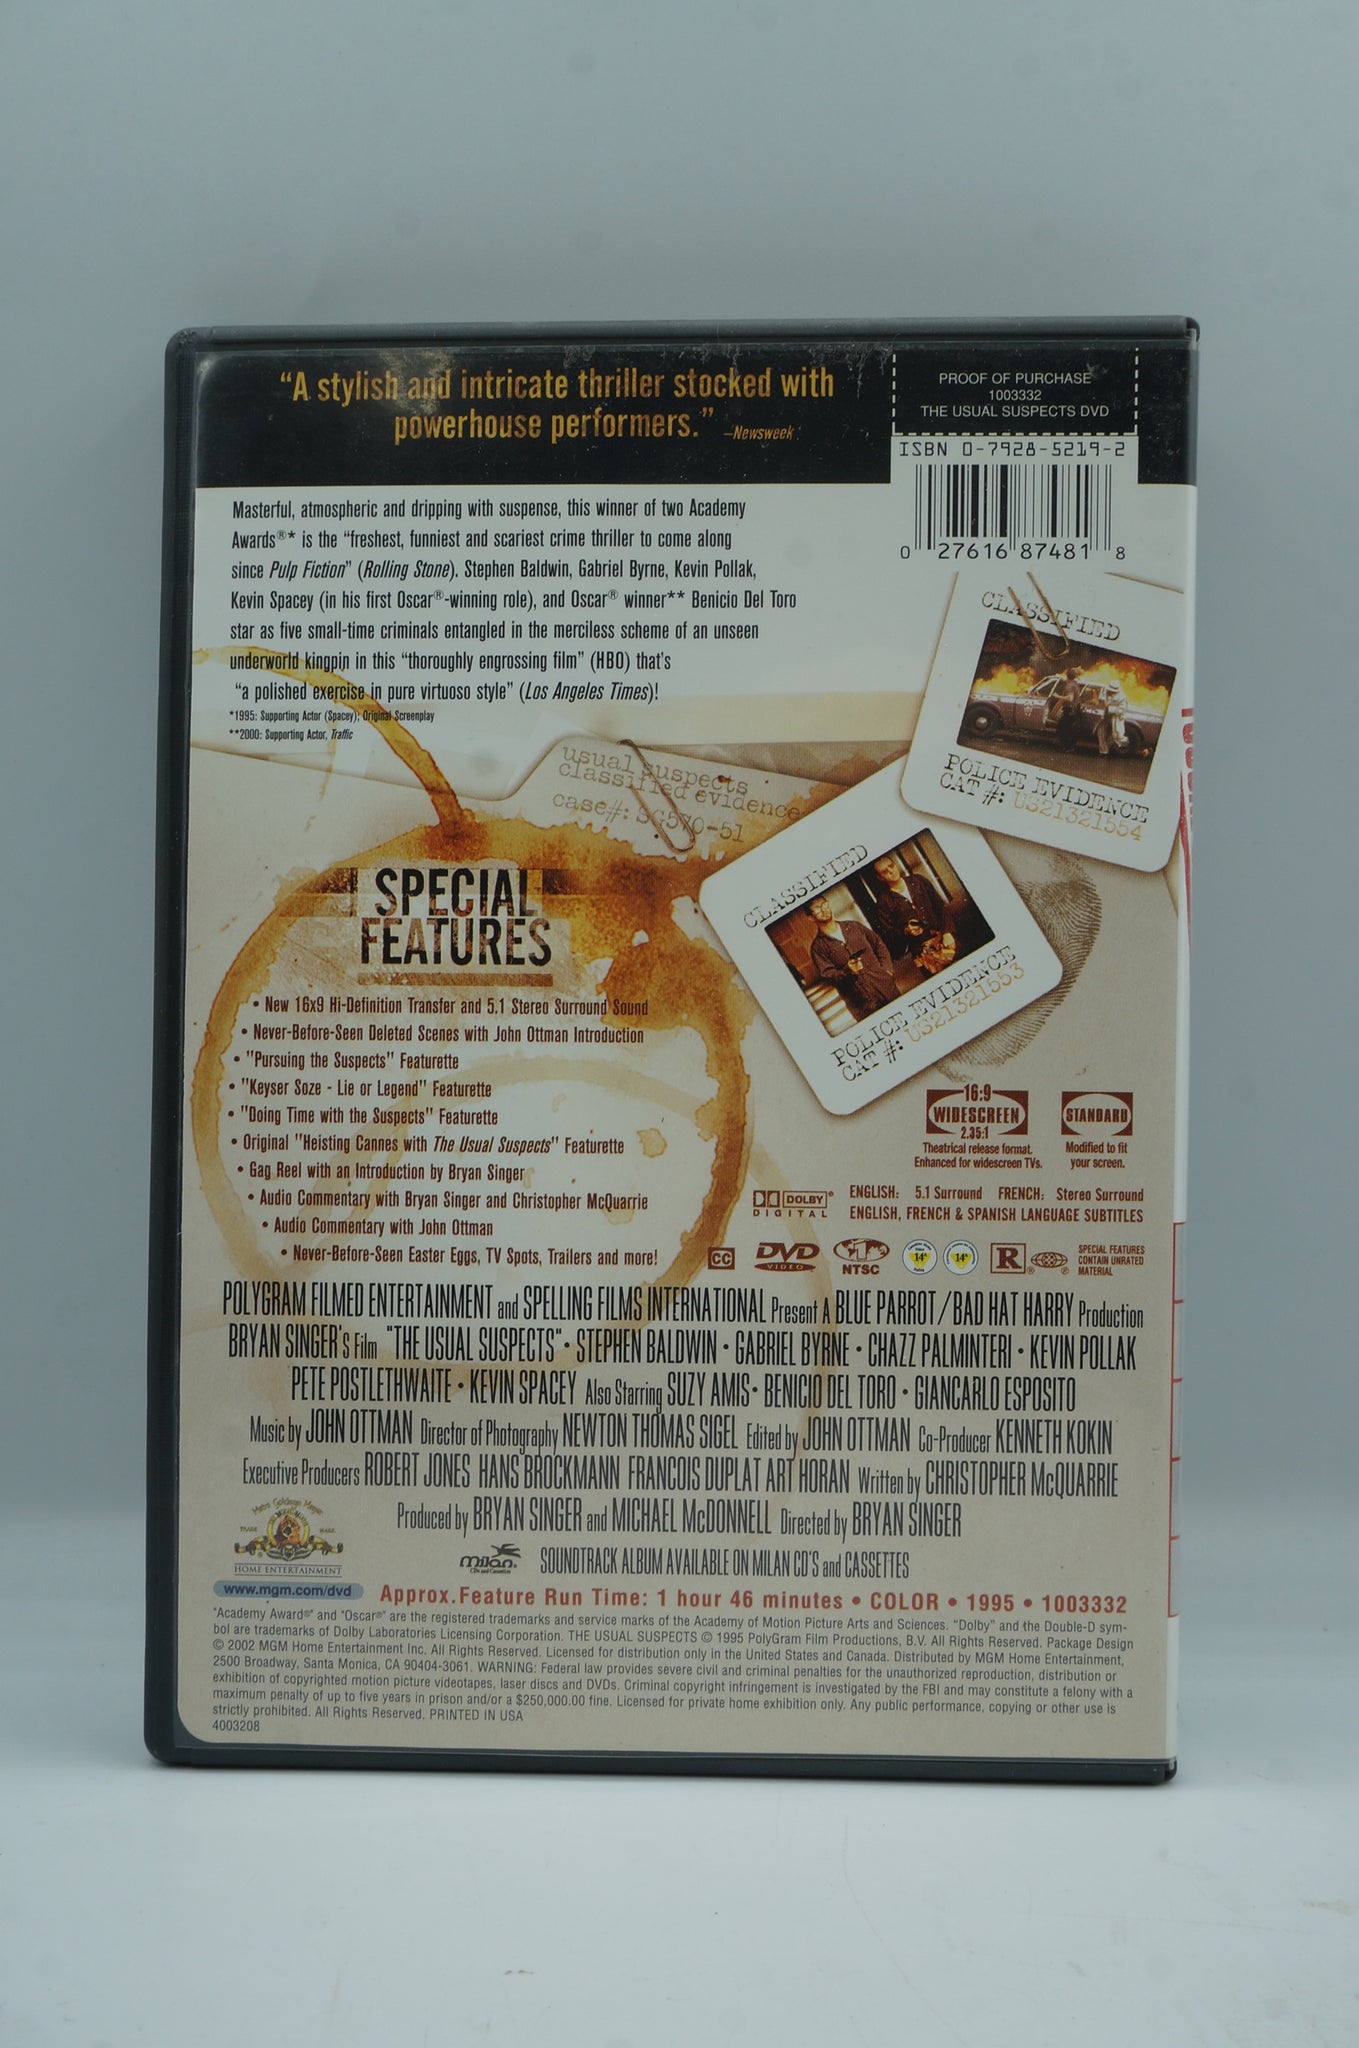 “A stylish and intricate thriller stocked with
powerhouse performers.” –Newsweek
PROOF OF PURCHASE
1003332
THE USUAL SUSPECTS DVD
ISBN 0-7928-5219-2
0 27616 87481 8
Masterful, atmospheric and dripping with suspense, this winner of two Academy
Awards®* is the “freshest, funniest and scariest crime thriller to come along
since Pulp Fiction” (Rolling Stone). Stephen Baldwin, Gabriel Byrne, Kevin Pollak,
Kevin Spacey (in his first Oscar®-winning role), and Oscar® winner** Benicio Del Toro
star as five small-time criminals entangled in the merciless scheme of an unseen
underworld kingpin in this “thoroughly engrossing film” (HBO) that’s
“a polished exercise in pure virtuoso style” (Los Angeles Times)!
*1995: Supporting Actor (Spacey); Original Screenplay
**2000: Supporting Actor, Traffic
CLASSIFIED
POLICE EVIDENCE
CAT #: US21321554
usual suspects
classified evidence
case#: SG570-51
CLASSIFIED
POLICE EVIDENCE
CAT #: US21321553
SPECIAL
FEATURES
• New 16x9 Hi-Definition Transfer and 5.1 Stereo Surround Sound
• Never-Before-Seen Deleted Scenes with John Ottman Introduction
• "Pursuing the Suspects" Featurette
• "Keyser Soze - Lie or Legend" Featurette
• "Doing Time with the Suspects" Featurette
• Original "Heisting Cannes with The Usual Suspects" Featurette
• Gag Reel with an Introduction by Bryan Singer
• Audio Commentary with Bryan Singer and Christopher McQuarrie
• Audio Commentary with John Ottman
• Never-Before-Seen Easter Eggs, TV Spots, Trailers and more!
16:9
WIDESCREEN
2.35:1
Theatrical release format.
Enhanced for widescreen TVs.
STANDARD
Modified to fit
your screen.
DOLBY
DIGITAL
ENGLISH: 5.1 Surround FRENCH: Stereo Surround
ENGLISH, FRENCH & SPANISH LANGUAGE SUBTITLES
CC
DVD
VIDEO
1
NTSC
14A
14A
R
SPECIAL FEATURES
CONTAIN UNRATED
MATERIAL
POLYGRAM FILMED ENTERTAINMENT and SPELLING FILMS INTERNATIONAL Present A BLUE PARROT/BAD HAT HARRY Production
BRYAN SINGER’S Film "THE USUAL SUSPECTS" • STEPHEN BALDWIN • GABRIEL BYRNE • CHAZZ PALMINTERI • KEVIN POLLAK
PETE POSTLETHWAITE • KEVIN SPACEY Also Starring SUZY AMIS • BENICIO DEL TORO • GIANCARLO ESPOSITO
Music by JOHN OTTMAN Director of Photography NEWTON THOMAS SIGEL Edited by JOHN OTTMAN Co-Producer KENNETH KOKIN
Executive Producers ROBERT JONES HANS BROCKMANN FRANCOIS DUPLAT ART HORAN Written by CHRISTOPHER McQUARRIE
Produced by BRYAN SINGER and MICHAEL McDONNELL Directed by BRYAN SINGER
Metro Goldwyn Mayer
TRADE MARK
HOME ENTERTAINMENT
milan
CDs and Cassettes
SOUNDTRACK ALBUM AVAILABLE ON MILAN CD'S and CASSETTES
www.mgm.com/dvd
Approx.Feature Run Time: 1 hour 46 minutes • COLOR • 1995 • 1003332
"Academy Award®" and "Oscar®" are the registered trademarks and service marks of the Academy of Motion Picture Arts and Sciences. "Dolby" and the Double-D sym-
bol are trademarks of Dolby Laboratories Licensing Corporation. THE USUAL SUSPECTS © 1995 PolyGram Film Productions, B.V. All Rights Reserved. Package Design
© 2002 MGM Home Entertainment Inc. All Rights Reserved. Licensed for distribution only in the United States and Canada. Distributed by MGM Home Entertainment,
2500 Broadway, Santa Monica, CA 90404-3061. WARNING: Federal law provides severe civil and criminal penalties for the unauthorized reproduction, distribution or
exhibition of copyrighted motion picture videotapes, laser discs and DVDs. Criminal copyright infringement is investigated by the FBI and may constitute a felony with a
maximum penalty of up to five years in prison and/or a $250,000.00 fine. Licensed for private home exhibition only. Any public performance, copying or other use is
strictly prohibited. All Rights Reserved. PRINTED IN USA
4003208